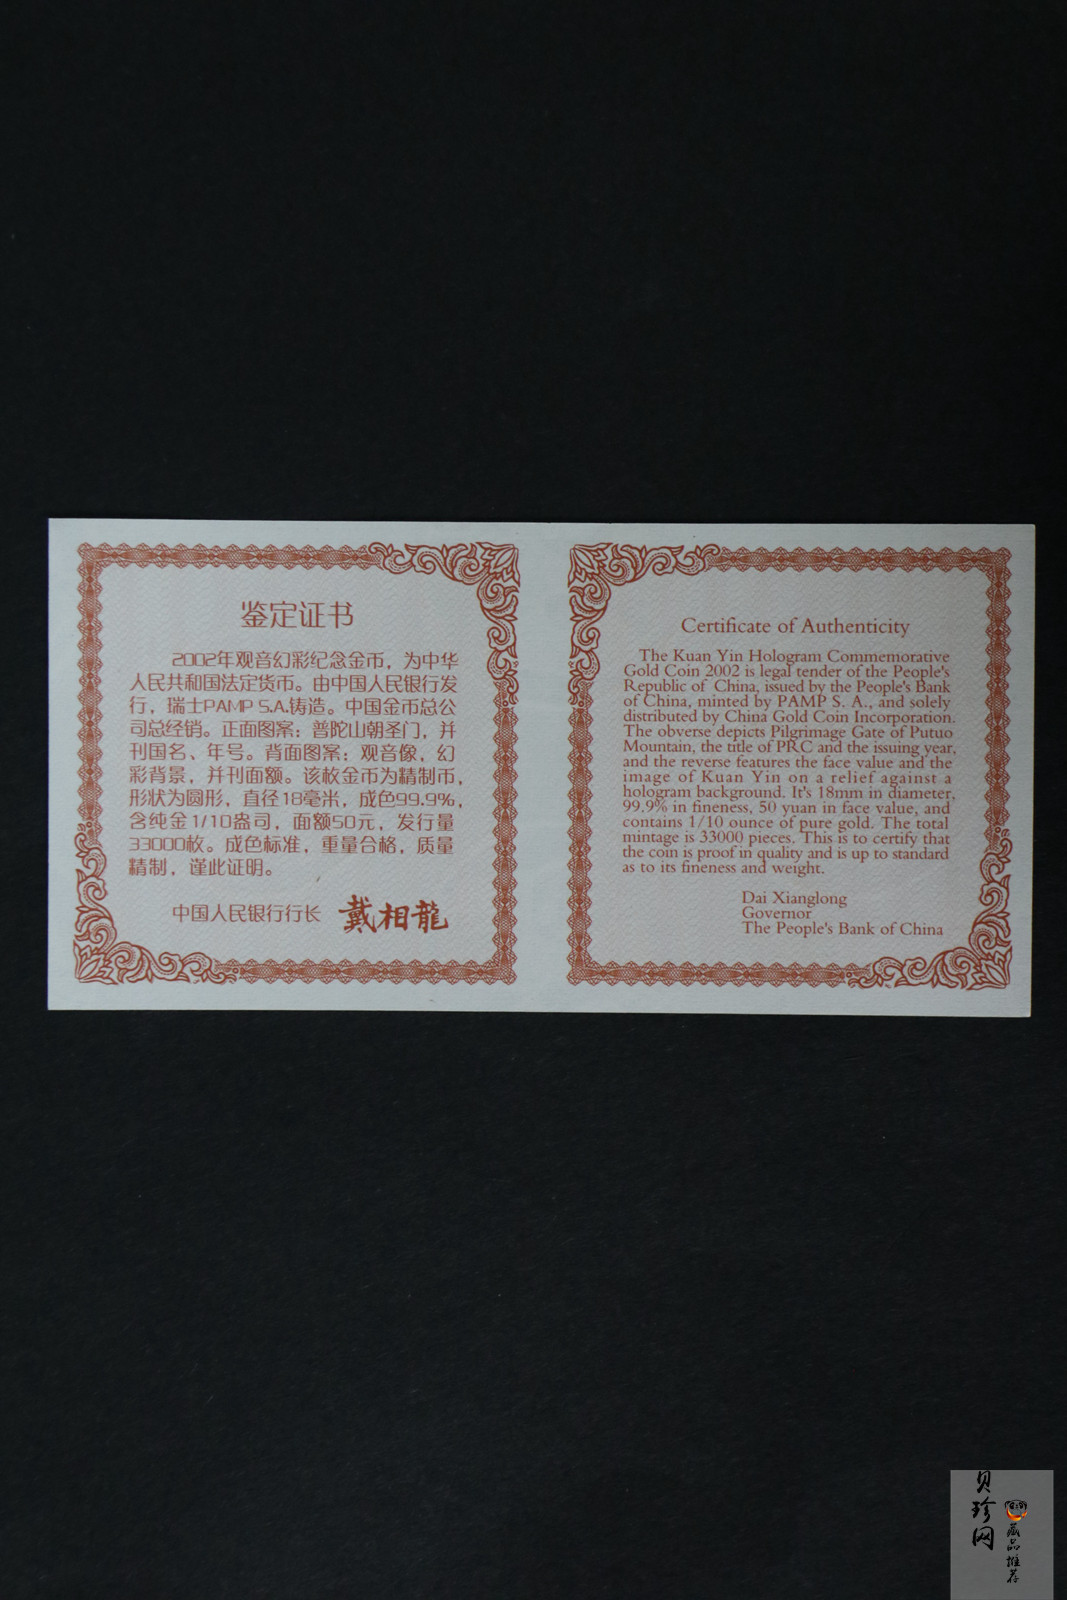 鉴定证书
2002年观音幻彩纪念金币，为中华
人民共和国法定货币。由中国人民银行发
行，瑞士PAMP S.A.铸造。中国金币总公
司总经销。正面图案：普陀山朝圣门，并
刊国名、年号。背面图案：观音像，幻
彩背景，并刊面额。该枚金币为精制币，
形状为圆形，直径18毫米，成色99.9%，
含纯金1/10盎司，面额50元，发行量
33000枚。成色标准，重量合格，质量
精制，谨此证明。
中国人民银行行长 戴相龍
Certificate of Authenticity
The Kuan Yin Hologram Commemorative
Gold Coin 2002 is legal tender of the People's
Republic of China, issued by the People's Bank
of China, minted by PAMP S. A., and solely
distributed by China Gold Coin Incorporation.
The obverse depicts Pilgrimage Gate of Putuo
Mountain, the title of PRC and the issuing year,
and the reverse features the face value and the
image of Kuan Yin on a relief against a
hologram background. It's 18mm in diameter,
99.9% in fineness, 50 yuan in face value, and
contains 1/10 ounce of pure gold. The total
mintage is 33000 pieces. This is to certify that
the coin is proof in quality and is up to standard
as to its fineness and weight.
Dai Xianglong
Governor
The People's Bank of China
贝珍网
藏品推荐